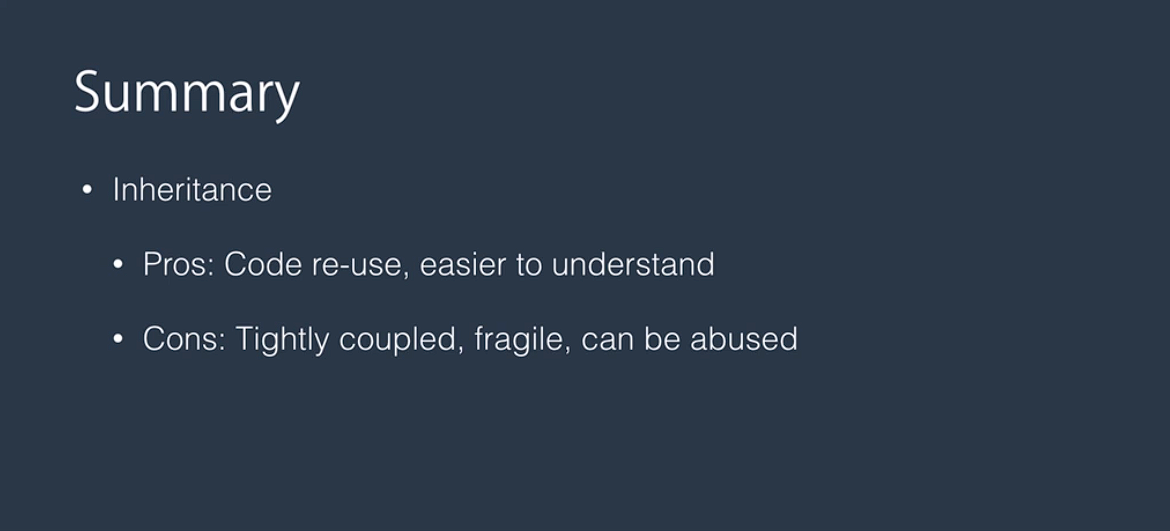 Summary
• Inheritance
• Pros: Code re-use, easier to understand
• Cons: Tightly coupled, fragile, can be abused